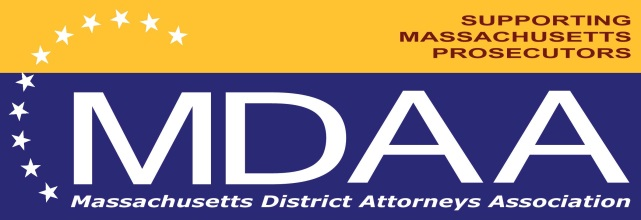 SUPPORTING
MASSACHUSETTS
PROSECUTORS
MDAA
Massachusetts District Attorneys Association